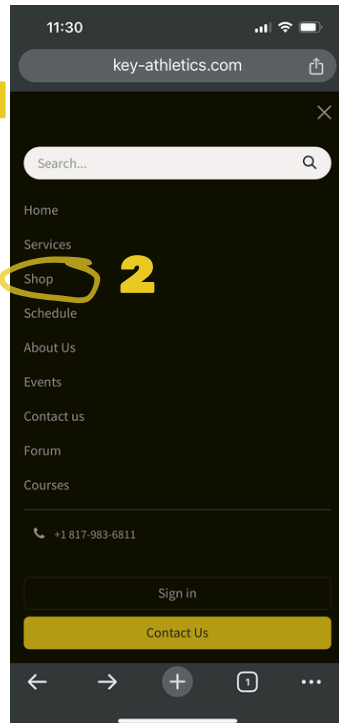 11:30
key-athletics.com
Search...
Home
Services
Shop
2
Schedule
About Us
Events
Contact us
Forum
Courses
+1 817-983-6811
Sign in
Contact Us
1